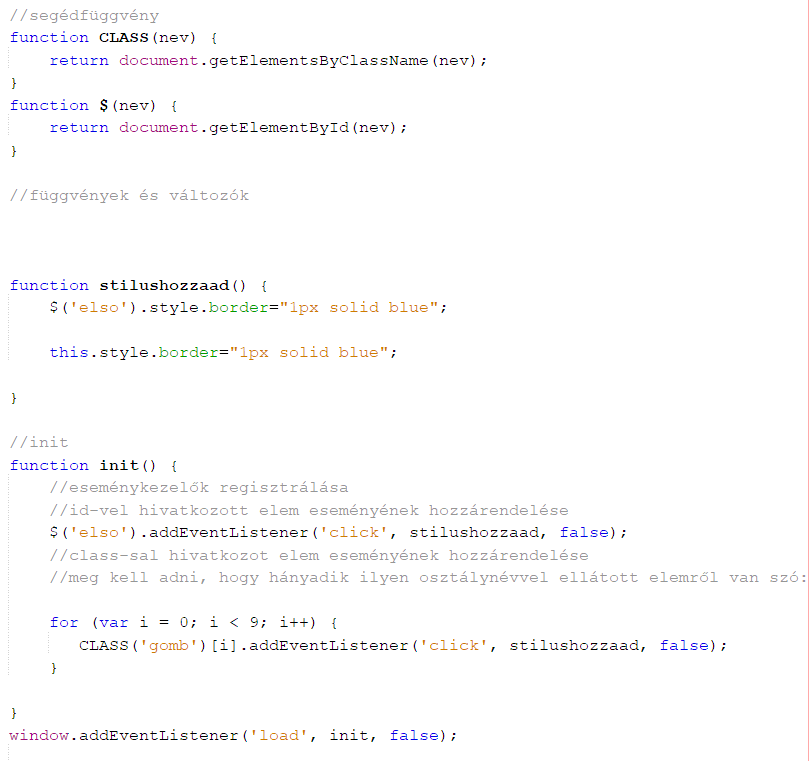 //segédfüggvény
function CLASS(nev) {
    return document.getElementsByClassName(nev);
}
function $(nev) {
    return document.getElementById(nev);
}
//függvények és változók
function stilushozzaad() {
    $('elso').style.border="1px solid blue";
    this.style.border="1px solid blue";
}
//init
function init() {
    //eseménykezelők regisztrálása
    //id-vel hivatkozott elem eseményének hozzárendelése
    $('elso').addEventListener('click', stilushozzaad, false);
    //class-sal hivatkozot elem eseményének hozzárendelése
    //meg kell adni, hogy hányadik ilyen osztálynévvel ellátott elemről van szó:
    for (var i = 0; i < 9; i++) {
       CLASS('gomb')[i].addEventListener('click', stilushozzaad, false);
    }
}
window.addEventListener('load', init, false);